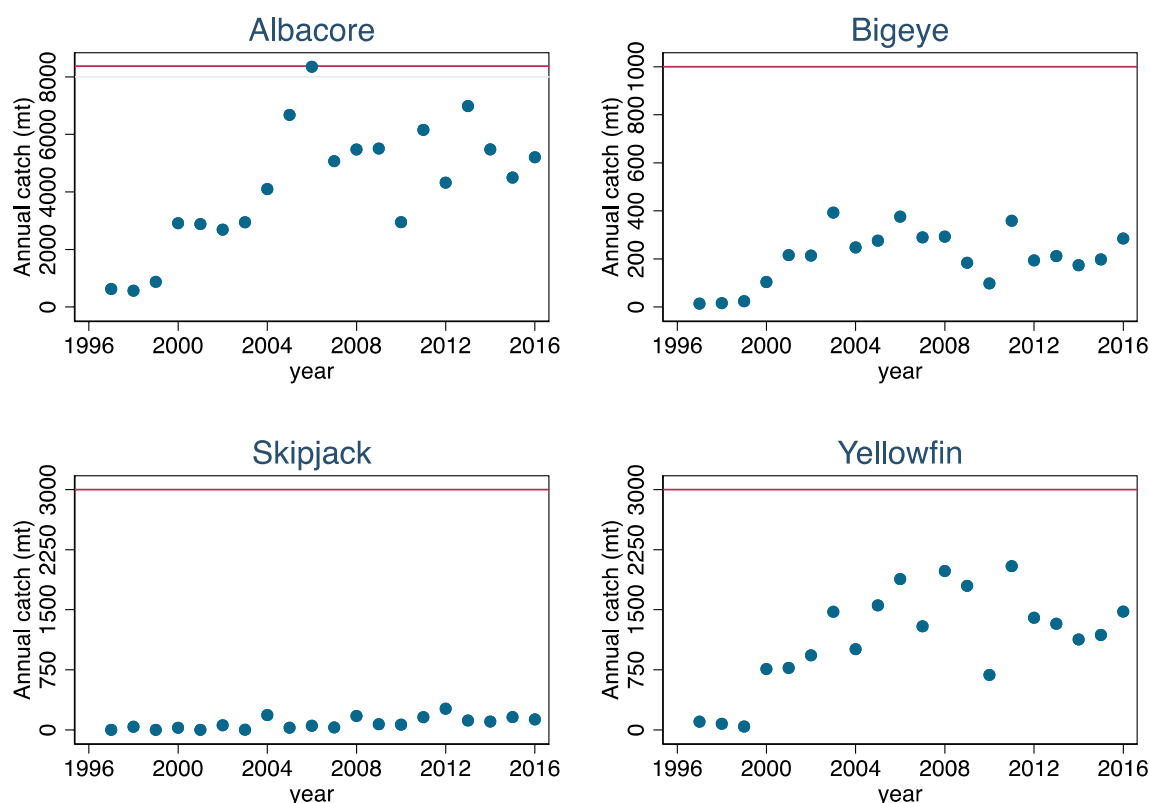 Albacore
Annual catch (mt)
0 2000 4000 6000 8000
1996 2000 2004 2008 2012 2016
year
Bigeye
Annual catch (mt)
0 200 400 600 800 1000
1996 2000 2004 2008 2012 2016
year
Skipjack
Annual catch (mt)
0 750 1500 2250 3000
1996 2000 2004 2008 2012 2016
year
Yellowfin
Annual catch (mt)
0 750 1500 2250 3000
1996 2000 2004 2008 2012 2016
year